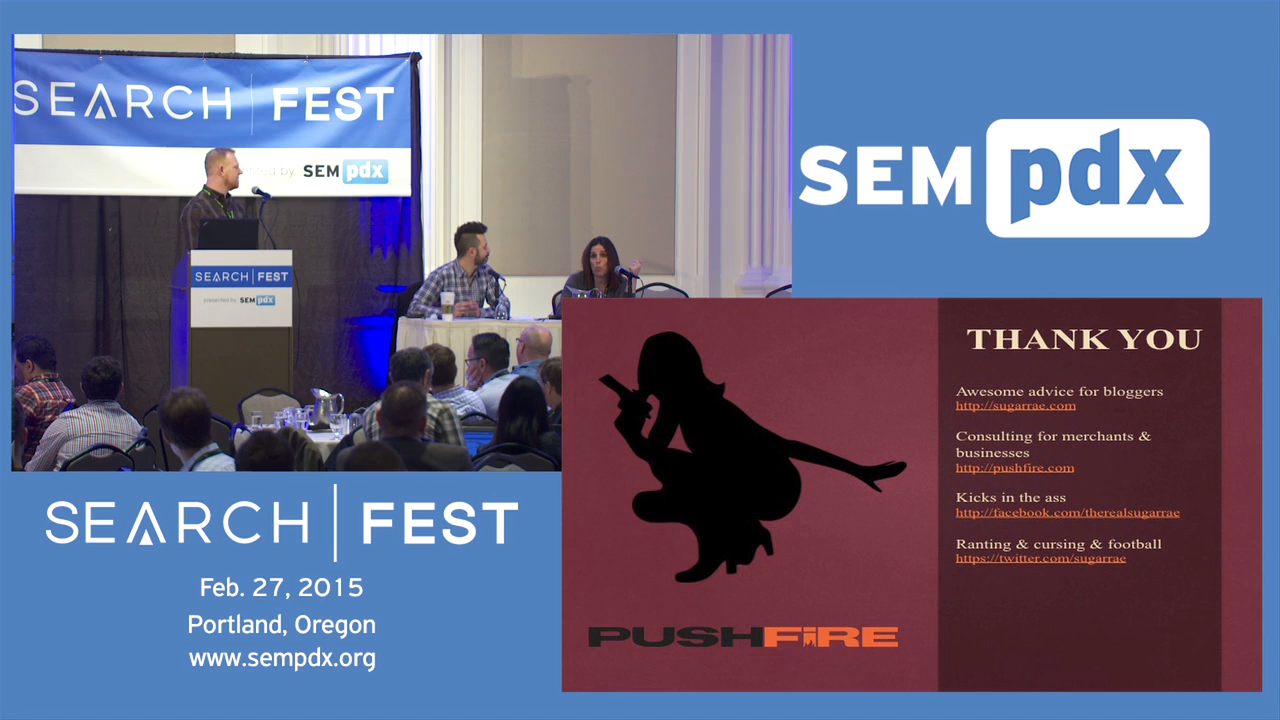 SEARCH | FEST
by SEM pdx
SEARCH | FEST
presented by SEM pdx
SEM pdx
SEARCH | FEST
Feb. 27, 2015
Portland, Oregon
www.sempdx.org
THANK YOU
Awesome advice for bloggers
http://sugarrae.com
Consulting for merchants &
businesses
http://pushfire.com
Kicks in the ass
http://facebook.com/therealsugarrae
Ranting & cursing & football
https://twitter.com/sugarrae
PUSHFIRE